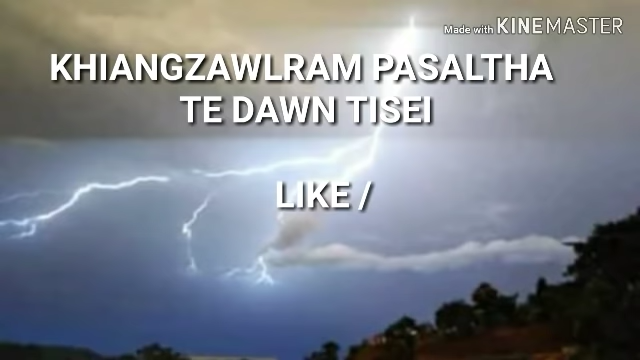 Made with KINEMASTER
KHIANGZAWLRAM PASALTHA
TE DAWN TISEI
LIKE /